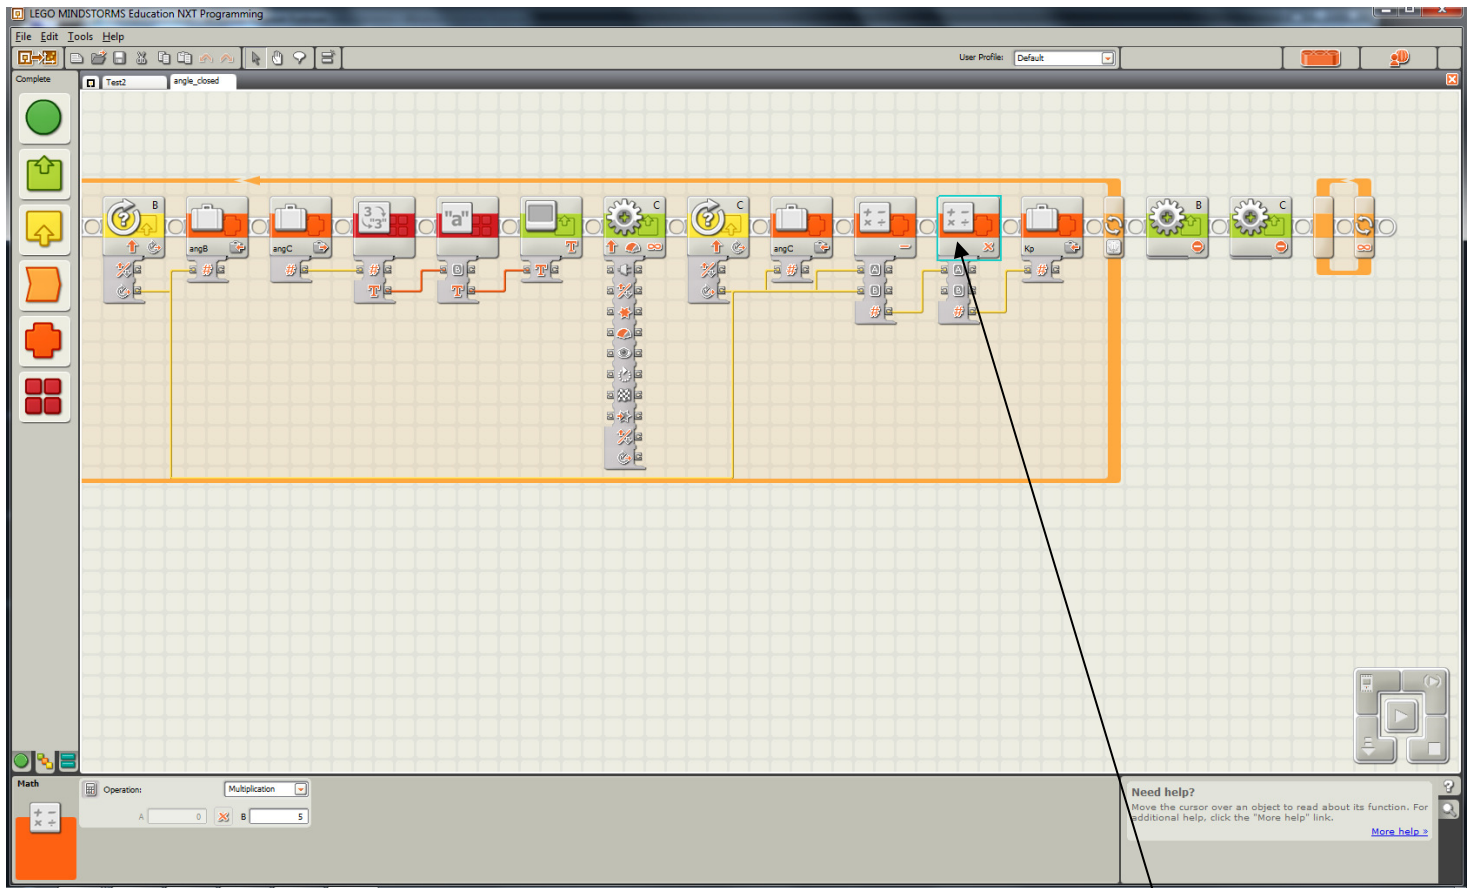 LEGO MINDSTORMS Education NXT Programming
File Edit Tools Help
User Profile: Default
Complete
Test2 angle_closed
B C C B C
3 "3" "a"
angB angC angC Kp
T
# # # A A #
T B T T B B
# #
Math
Operation: Multiplication
A 0 B 5
Need help?
Move the cursor over an object to read about its function. For
additional help, click the "More help" link.
More help »